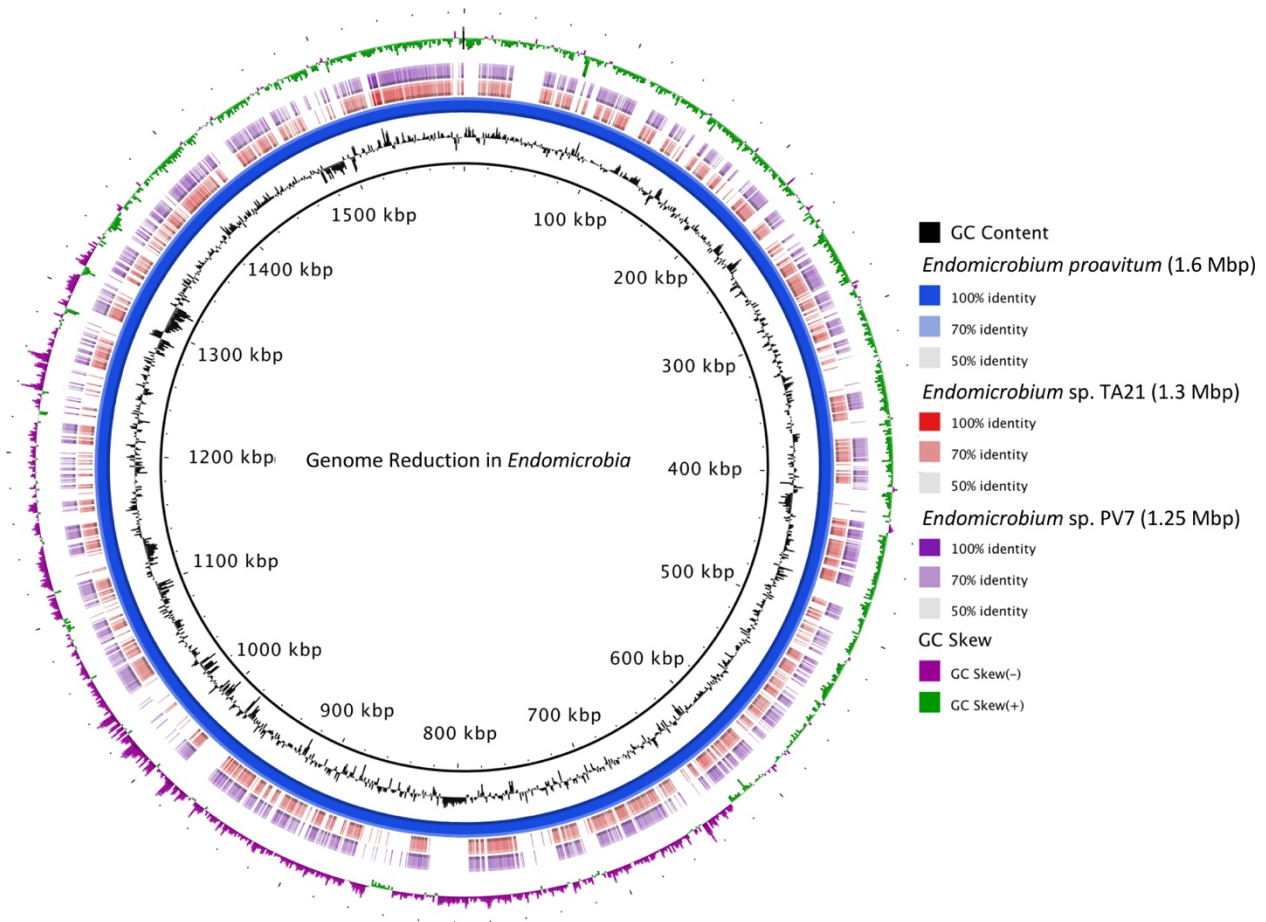 1500 kbp
100 kbp
1400 kbp
200 kbp
1300 kbp
300 kbp
1200 kbp
Genome Reduction in Endomicrobia
400 kbp
1100 kbp
500 kbp
1000 kbp
600 kbp
900 kbp
700 kbp
800 kbp
GC Content
Endomicrobium proavitum (1.6 Mbp)
100% identity
70% identity
50% identity
Endomicrobium sp. TA21 (1.3 Mbp)
100% identity
70% identity
50% identity
Endomicrobium sp. PV7 (1.25 Mbp)
100% identity
70% identity
50% identity
GC Skew
GC Skew(-)
GC Skew(+)